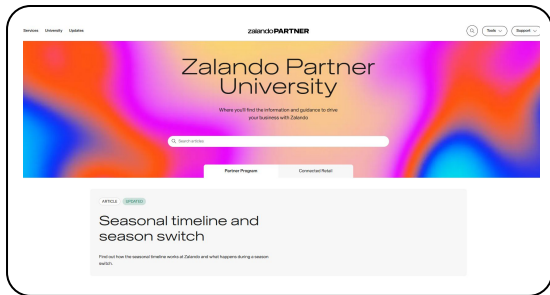 Services University Updates zalando PARTNER Tools Support
Zalando Partner
University
Where you'll find the information and guidance to drive
your business with Zalando
Search articles
Partner Program Connected Retail
ARTICLE UPDATED
Seasonal timeline and
season switch
Find out how the seasonal timeline works at Zalando and what happens during a season
switch.